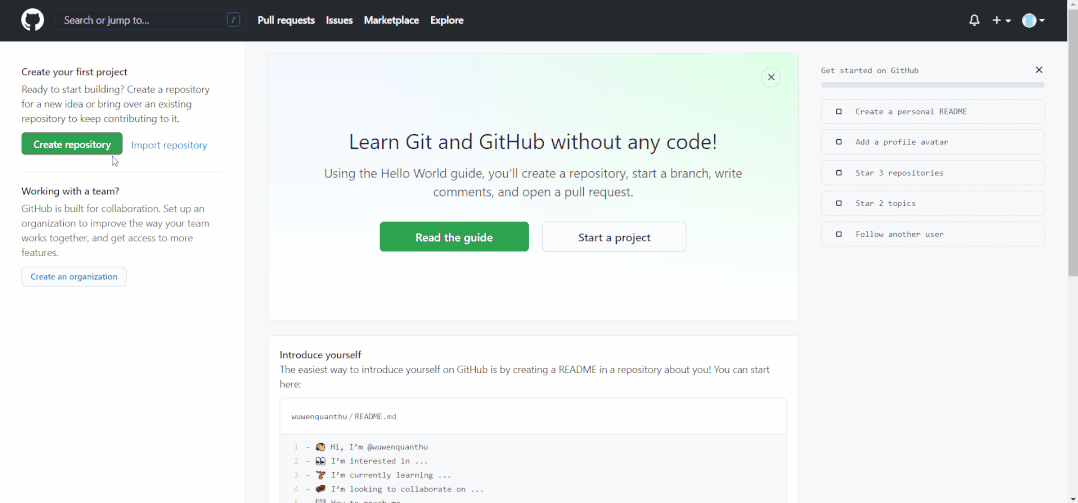 Search or jump to...
/
Pull requests
Issues
Marketplace
Explore
Create your first project
Ready to start building? Create a repository
for a new idea or bring over an existing
repository to keep contributing to it.
Create repository
Import repository
Working with a team?
GitHub is built for collaboration. Set up an
organization to improve the way your team
works together, and get access to more
features.
Create an organization
Learn Git and GitHub without any code!
Using the Hello World guide, you’ll create a repository, start a branch, write
comments, and open a pull request.
Read the guide
Start a project
Introduce yourself
The easiest way to introduce yourself on GitHub is by creating a README in a repository about you! You can start
here:
wuwenquanthu / README.md
1 - 👋 Hi, I’m @wuwenquanthu
2 - 👀 I’m interested in ...
3 - 🌱 I’m currently learning ...
4 - 💞️ I’m looking to collaborate on ...
Get started on GitHub
Create a personal README
Add a profile avatar
Star 3 repositories
Star 2 topics
Follow another user